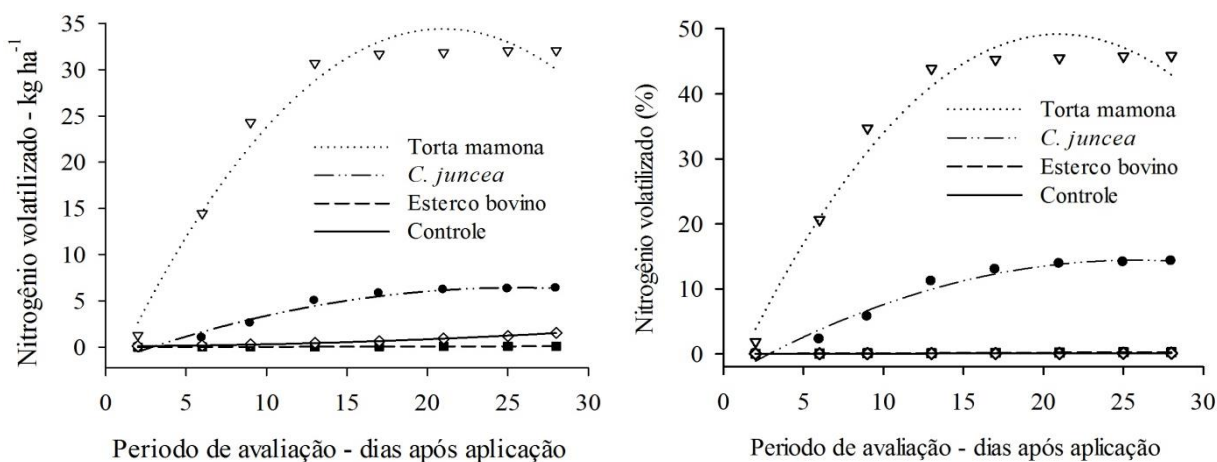 Nitrogênio volatilizado - kg ha⁻¹
35
30
25
20
15
10
5
0
Torta mamona
C. juncea
Esterco bovino
Controle
0 5 10 15 20 25 30
Periodo de avaliação - dias após aplicação
Nitrogênio volatilizado (%)
50
40
30
20
10
0
Torta mamona
C. juncea
Esterco bovino
Controle
0 5 10 15 20 25 30
Periodo de avaliação - dias após aplicação